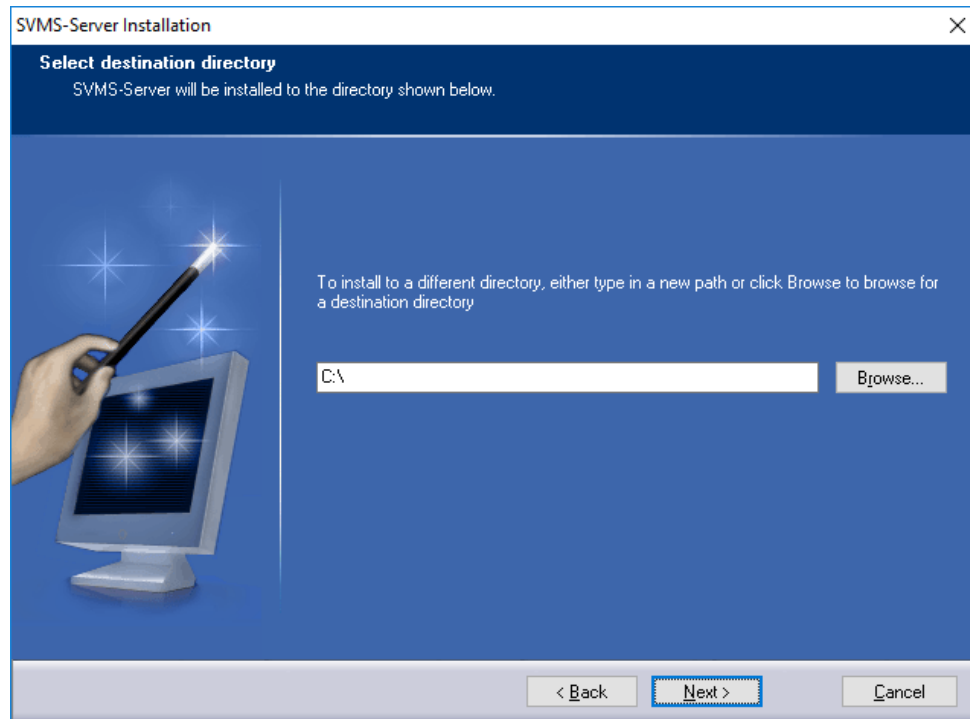 SVMS-Server Installation
Select destination directory
SVMS-Server will be installed to the directory shown below.
To install to a different directory, either type in a new path or click Browse to browse for
a destination directory
C:\
Browse...
< Back
Next >
Cancel